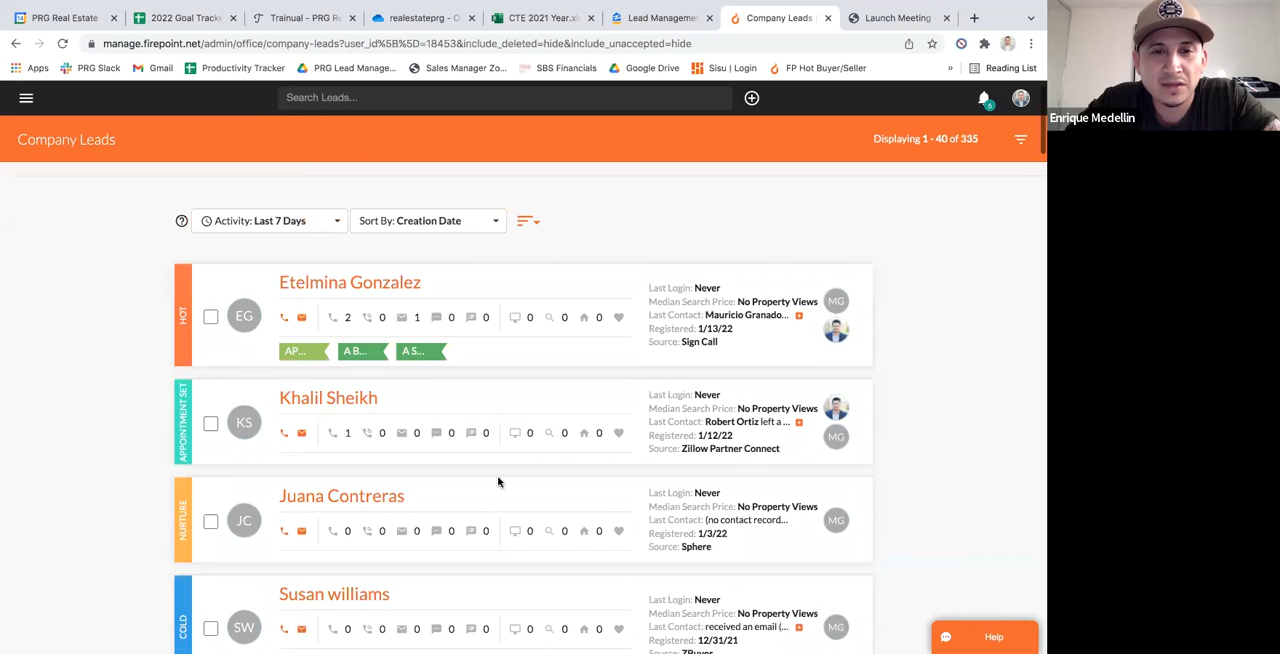 PRG Real Estate
2022 Goal Tracke
Trainual - PRG Re
realestateprg - O
CTE 2021 Year.xl
Lead Manageme
Company Leads |
Launch Meeting
manage.firepoint.net/admin/office/company-leads?user_id%5B%5D=18453&include_deleted=hide&include_unaccepted=hide
Apps
PRG Slack
Gmail
Productivity Tracker
PRG Lead Manage...
Sales Manager Zo...
SBS Financials
Google Drive
Sisu | Login
FP Hot Buyer/Seller
»
Reading List
Search Leads...
6
Enrique Medellin
Company Leads
Displaying 1 - 40 of 335
Activity: Last 7 Days
Sort By: Creation Date
HOT
EG
Etelmina Gonzalez
2 0 1 0 0 0 0 0
AP... A B... A S...
Last Login: Never
Median Search Price: No Property Views
Last Contact: Mauricio Granado...
Registered: 1/13/22
Source: Sign Call
MG
APPOINTMENT SET
KS
Khalil Sheikh
1 0 0 0 0 0 0 0
Last Login: Never
Median Search Price: No Property Views
Last Contact: Robert Ortiz left a ...
Registered: 1/12/22
Source: Zillow Partner Connect
MG
NURTURE
JC
Juana Contreras
0 0 0 0 0 0 0 0
Last Login: Never
Median Search Price: No Property Views
Last Contact: (no contact record...
Registered: 1/3/22
Source: Sphere
MG
COLD
SW
Susan williams
0 0 0 0 0 0 0 0
Last Login: Never
Median Search Price: No Property Views
Last Contact: received an email (...
Registered: 12/31/21
Source: ZBuyer
MG
Help